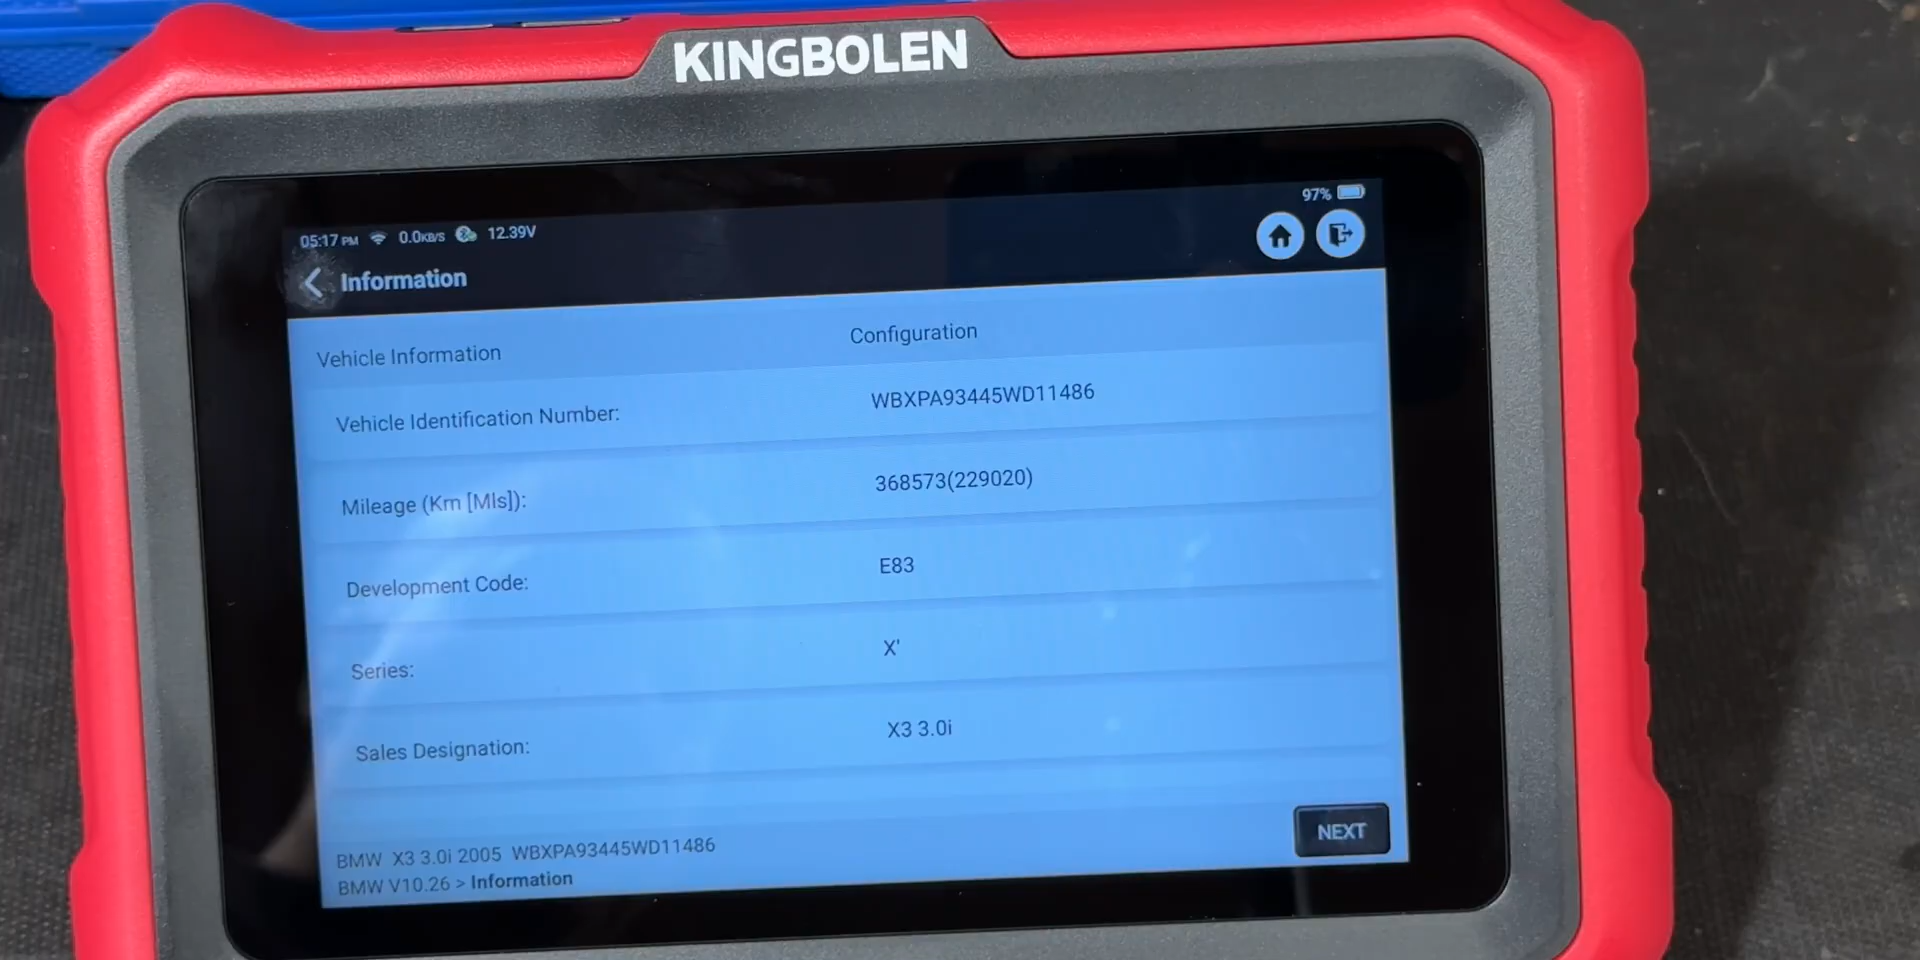 KINGBOLEN
97%
05:17 PM 0.0KB/S 12.39V
Information
Vehicle Information Configuration
Vehicle Identification Number: WBXPA93445WD11486
Mileage (Km [Mls]): 368573(229020)
Development Code: E83
Series: X'
Sales Designation: X3 3.0i
NEXT
BMW X3 3.0i 2005 WBXPA93445WD11486
BMW V10.26 > Information